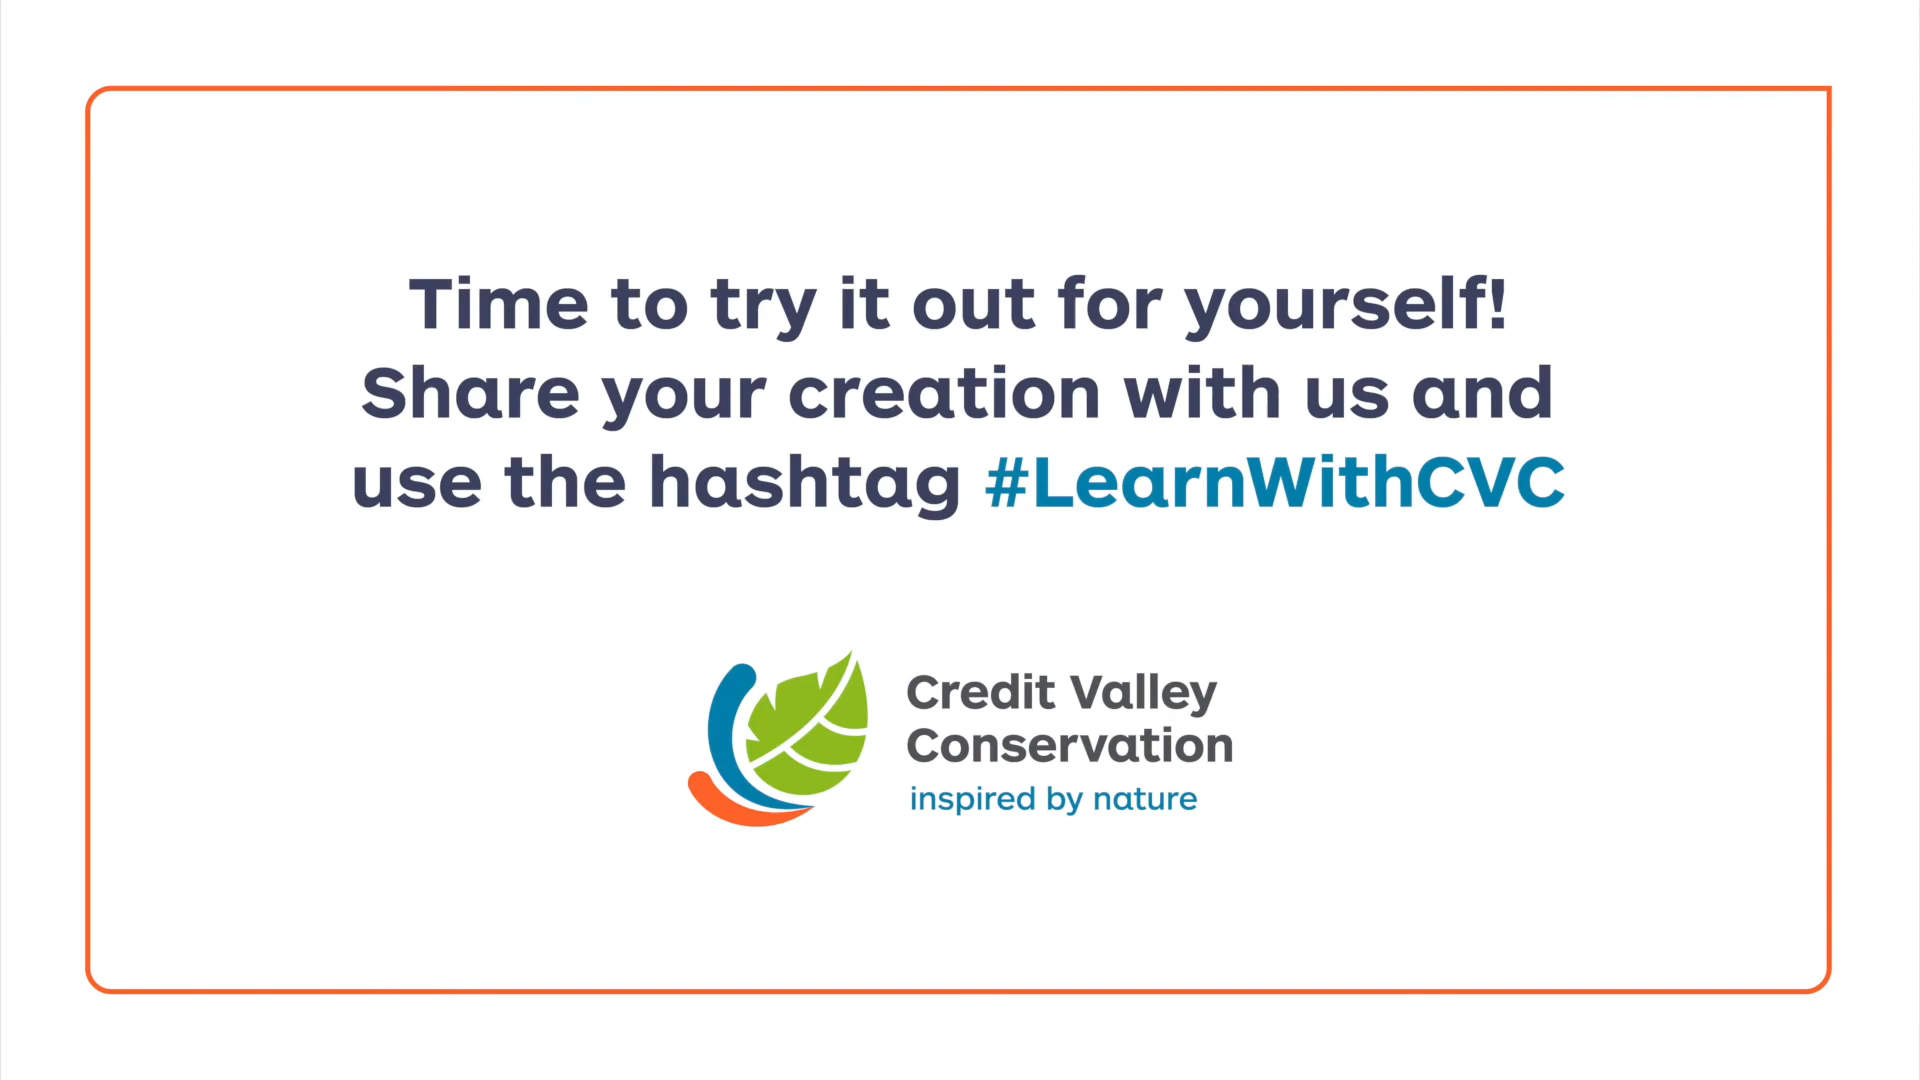 Time to try it out for yourself!
Share your creation with us and
use the hashtag #LearnWithCVC
Credit Valley
Conservation
inspired by nature